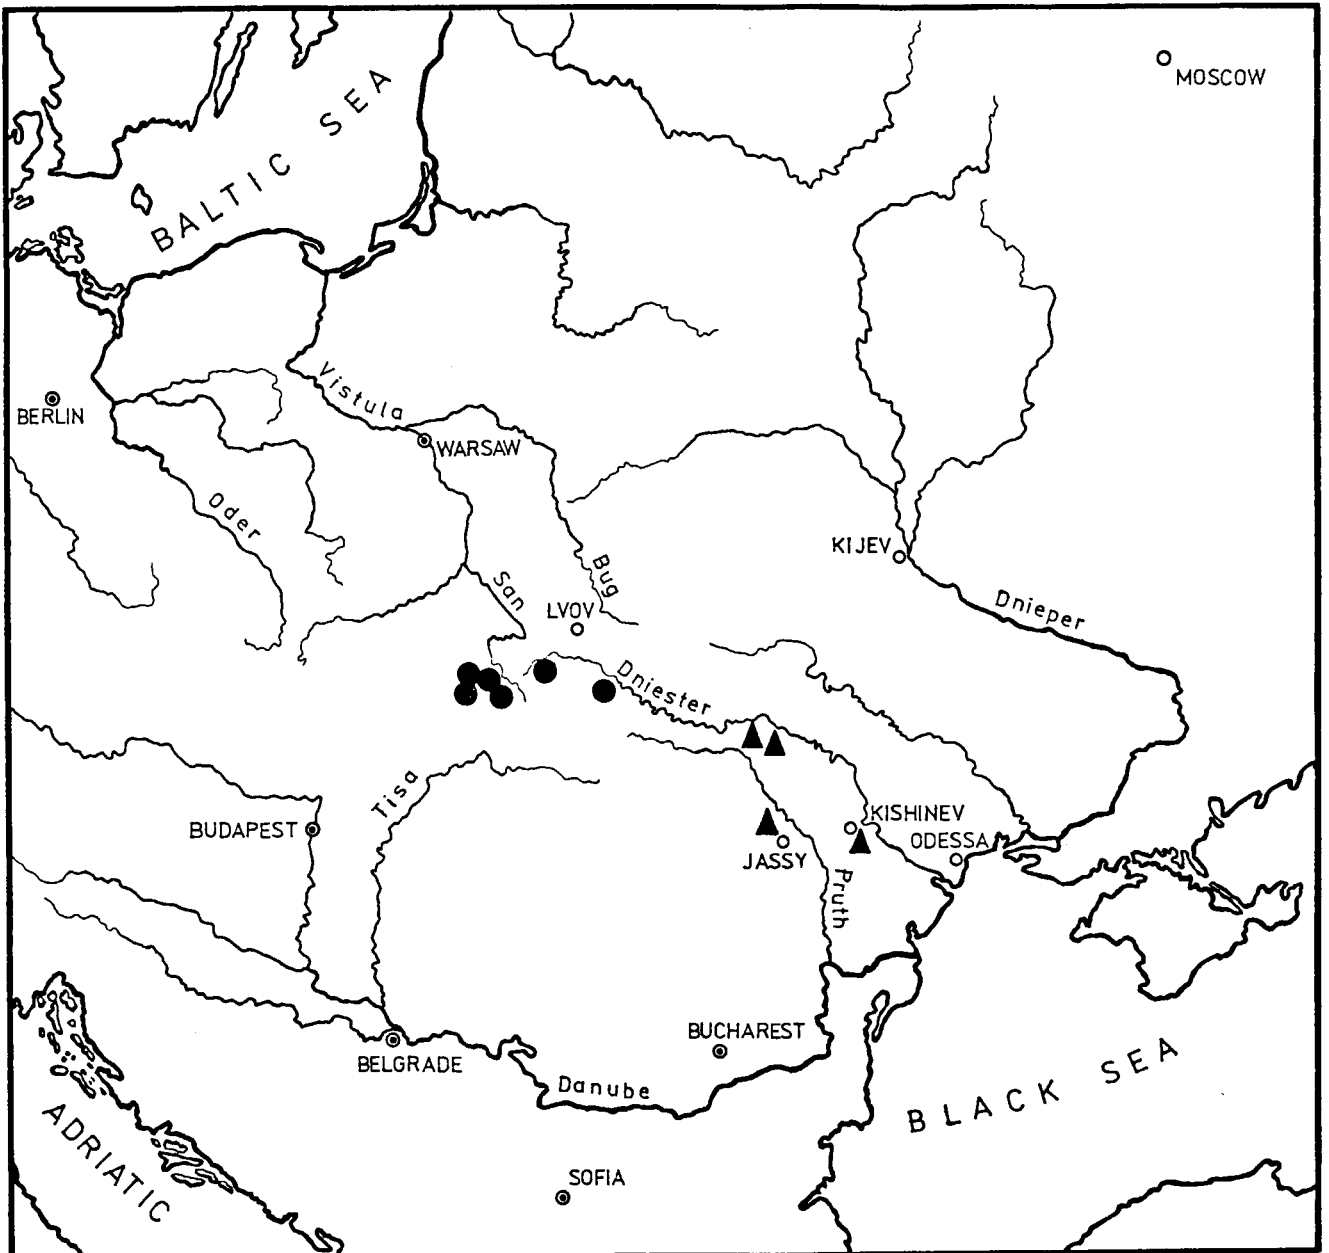 MOSCOW
BALTIC SEA
Vistula
BERLIN
WARSAW
Oder
KIJEV
San
Bug
LVOV
Dnieper
Dniester
Tisa
KISHINEV
BUDAPEST
ODESSA
JASSY
Pruth
BUCHAREST
BELGRADE
BLACK SEA
Danube
ADRIATIC
SOFIA